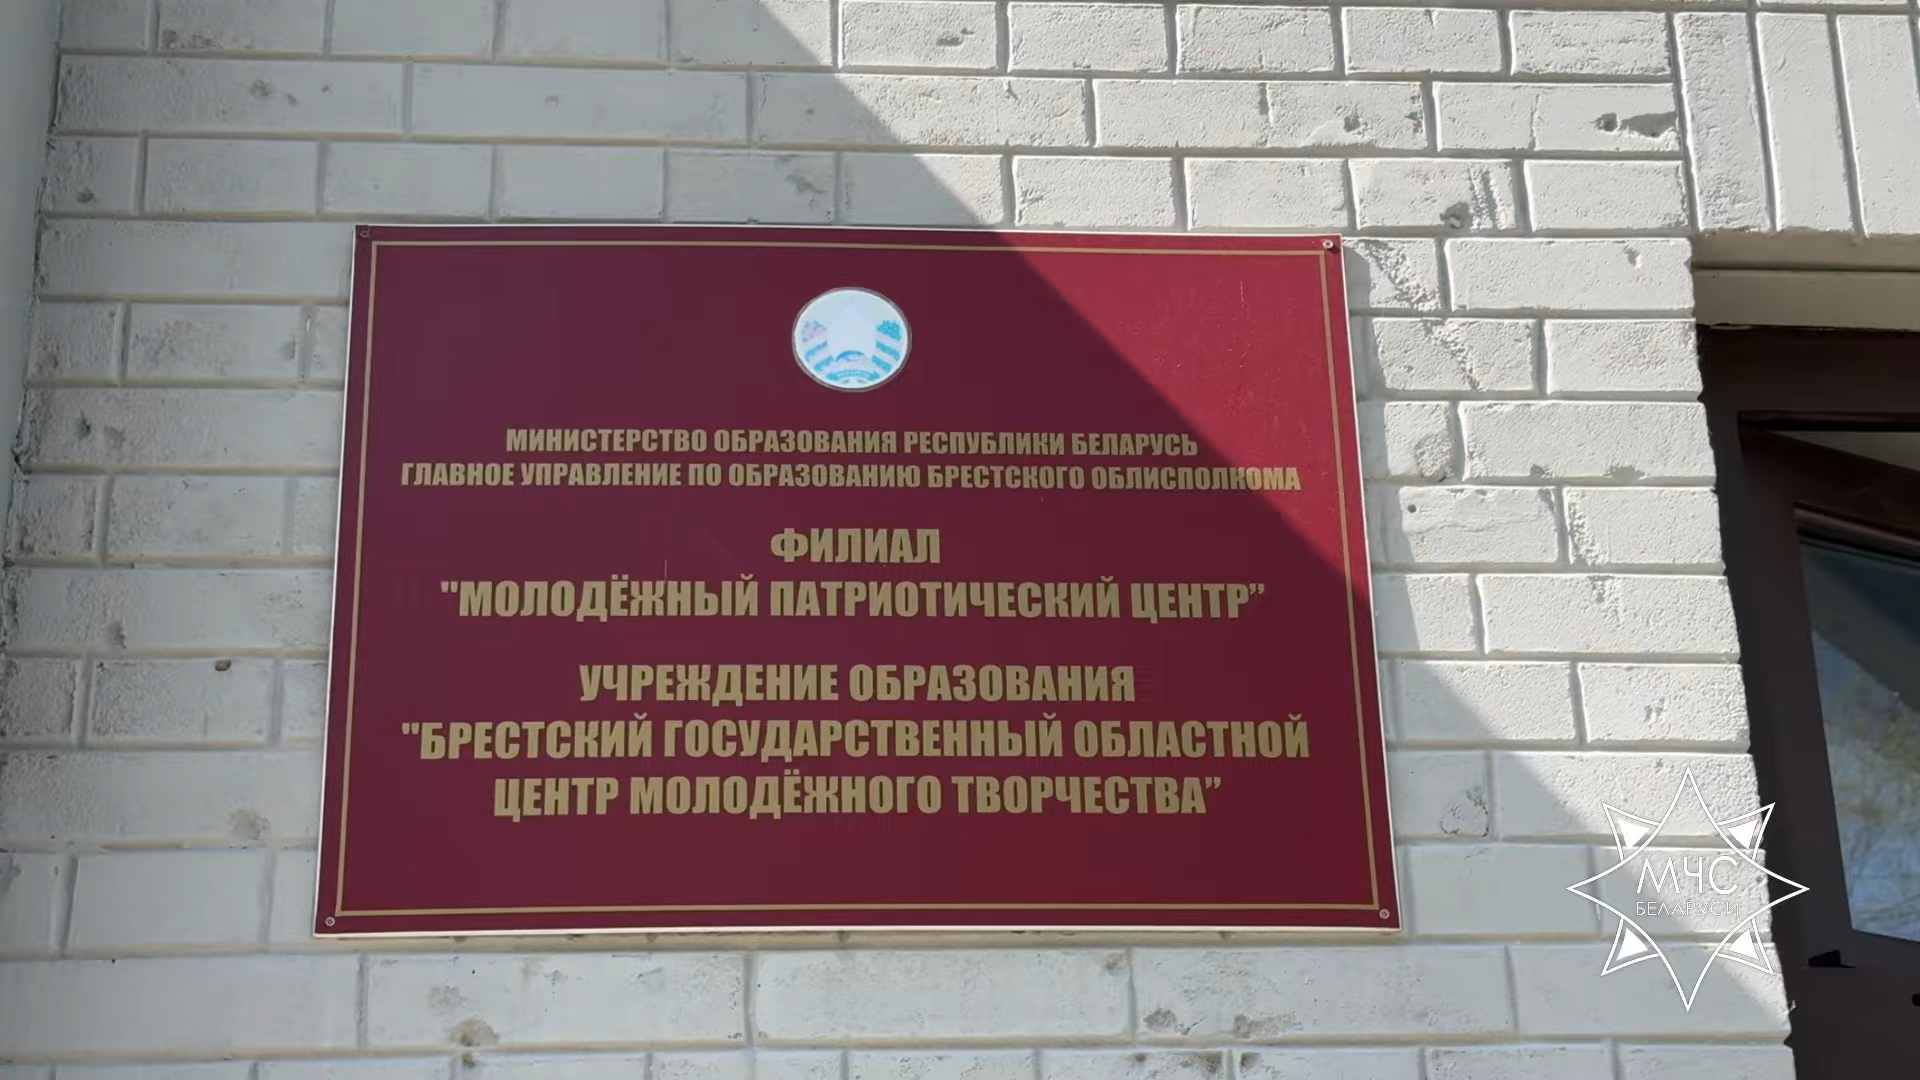 МИНИСТЕРСТВО ОБРАЗОВАНИЯ РЕСПУБЛИКИ БЕЛАРУСЬ
ГЛАВНОЕ УПРАВЛЕНИЕ ПО ОБРАЗОВАНИЮ БРЕСТСКОГО ОБЛИСПОЛКОМА
ФИЛИАЛ
"МОЛОДЁЖНЫЙ ПАТРИОТИЧЕСКИЙ ЦЕНТР”
УЧРЕЖДЕНИЕ ОБРАЗОВАНИЯ
"БРЕСТСКИЙ ГОСУДАРСТВЕННЫЙ ОБЛАСТНОЙ
ЦЕНТР МОЛОДЁЖНОГО ТВОРЧЕСТВА”
МЧС
БЕЛАРУСИ